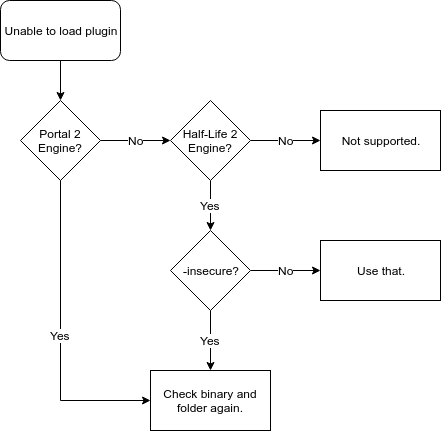 Unable to load plugin
Portal 2
Engine?
No
Half-Life 2
Engine?
No
Not supported.
Yes
-insecure?
No
Use that.
Yes
Yes
Check binary and
folder again.